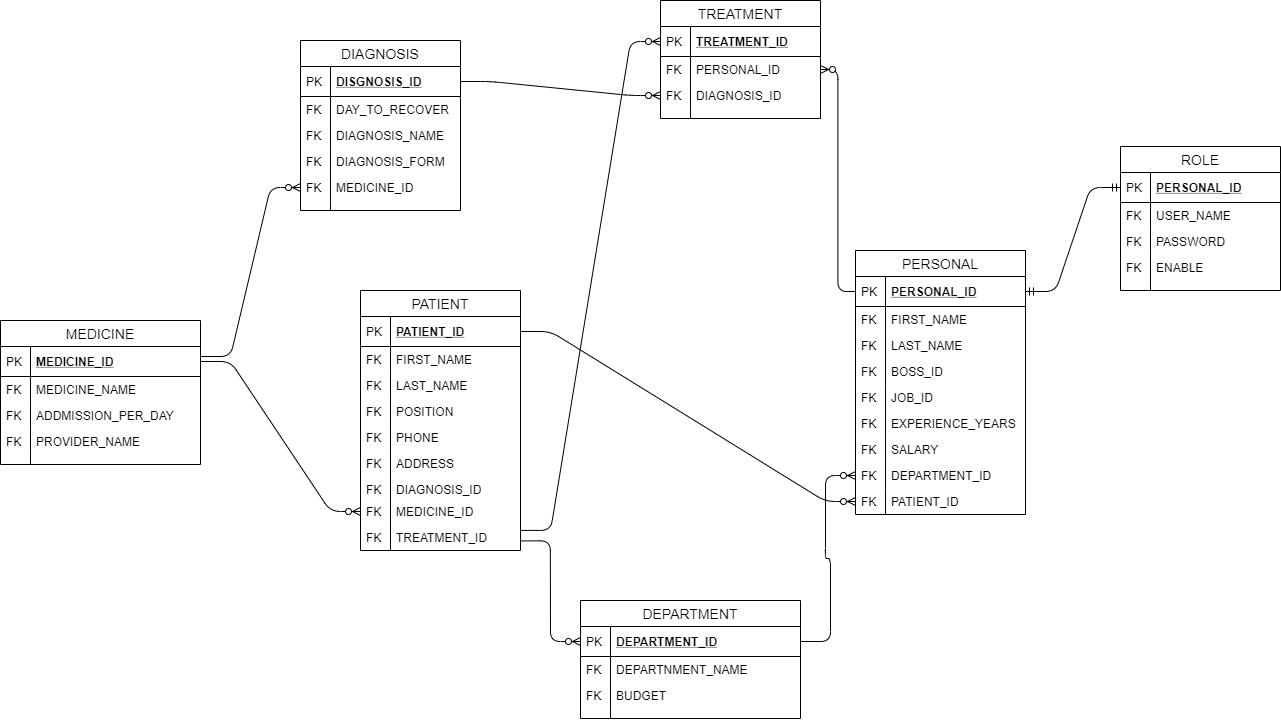 TREATMENT
PK TREATMENT_ID
FK PERSONAL_ID
FK DIAGNOSIS_ID
DIAGNOSIS
PK DISGNOSIS_ID
FK DAY_TO_RECOVER
FK DIAGNOSIS_NAME
FK DIAGNOSIS_FORM
FK MEDICINE_ID
ROLE
PK PERSONAL_ID
FK USER_NAME
FK PASSWORD
FK ENABLE
PERSONAL
PK PERSONAL_ID
FK FIRST_NAME
FK LAST_NAME
FK BOSS_ID
FK JOB_ID
FK EXPERIENCE_YEARS
FK SALARY
FK DEPARTMENT_ID
FK PATIENT_ID
PATIENT
PK PATIENT_ID
FK FIRST_NAME
FK LAST_NAME
FK POSITION
FK PHONE
FK ADDRESS
FK DIAGNOSIS_ID
FK MEDICINE_ID
FK TREATMENT_ID
MEDICINE
PK MEDICINE_ID
FK MEDICINE_NAME
FK ADDMISSION_PER_DAY
FK PROVIDER_NAME
DEPARTMENT
PK DEPARTMENT_ID
FK DEPARTNMENT_NAME
FK BUDGET